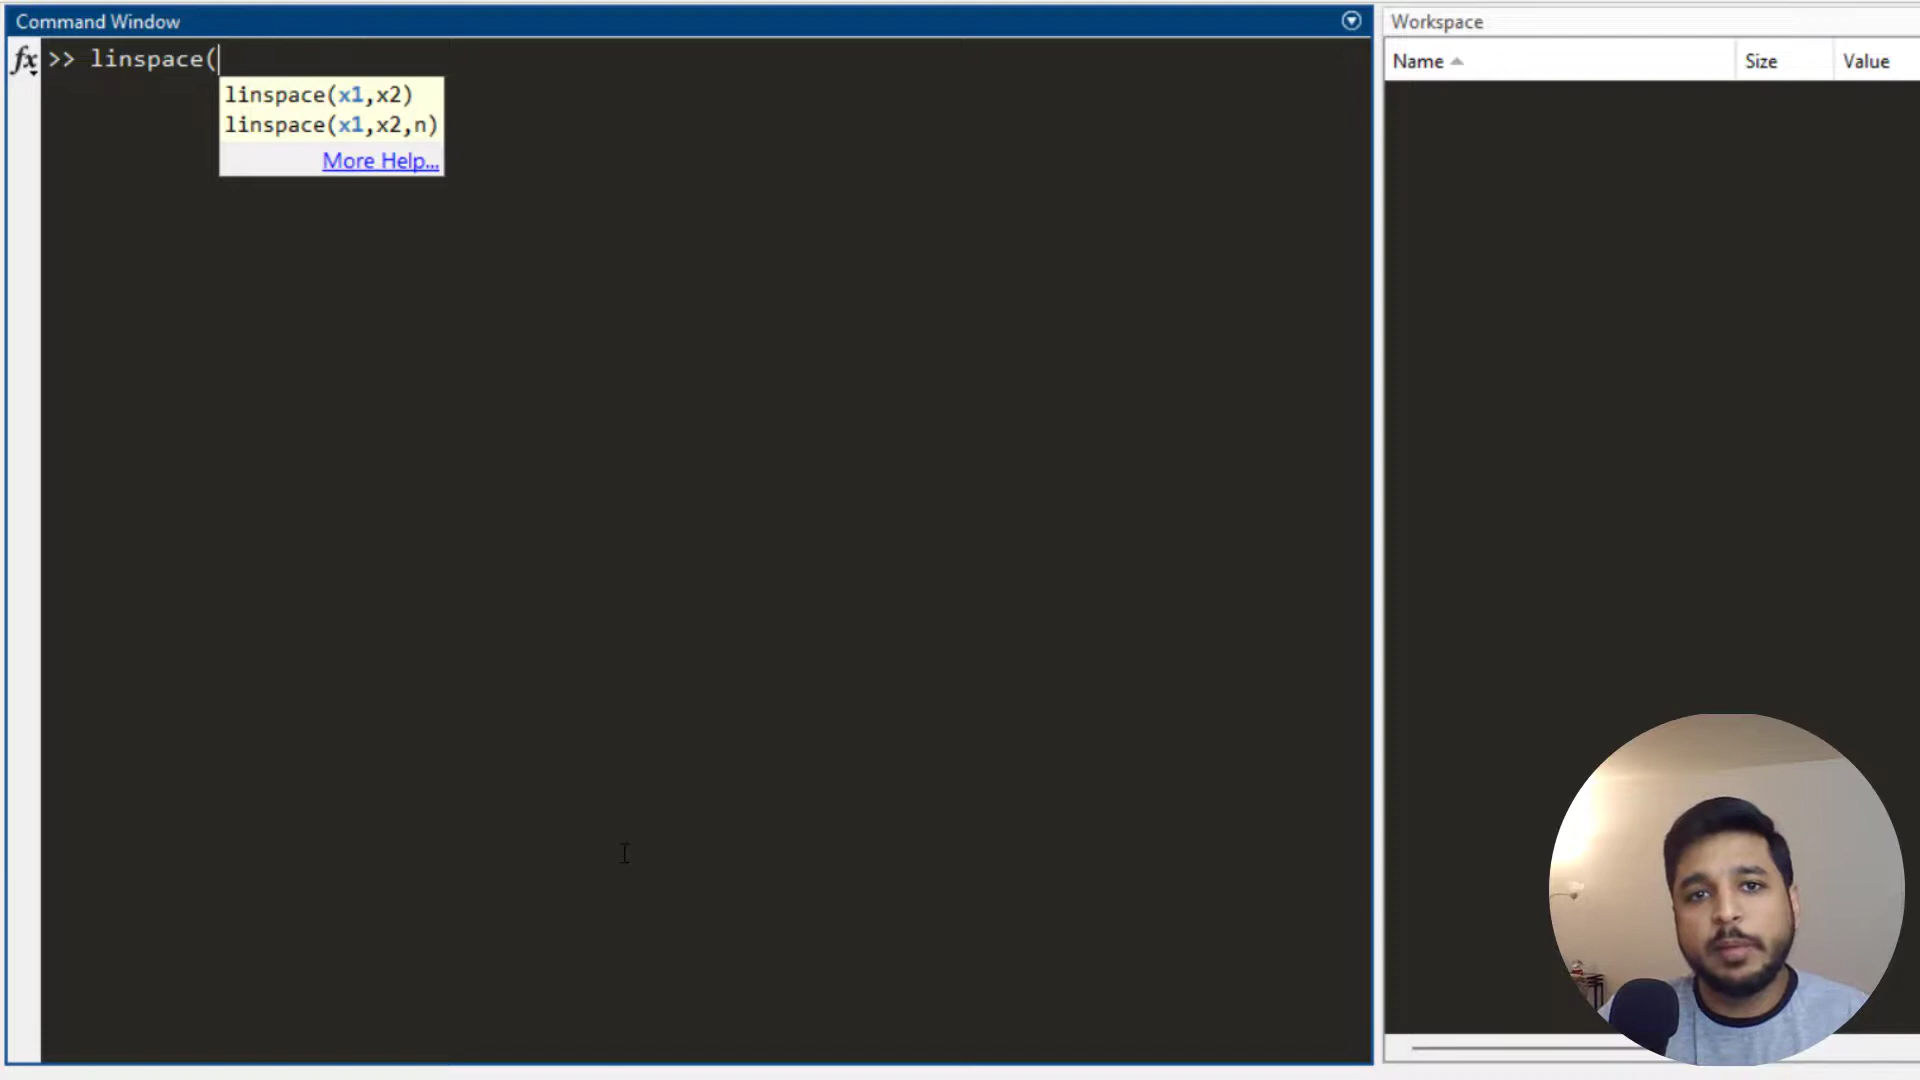 Command Window
fx >> linspace(
linspace(x1,x2)
linspace(x1,x2,n)
More Help...
Workspace
Name Size Value